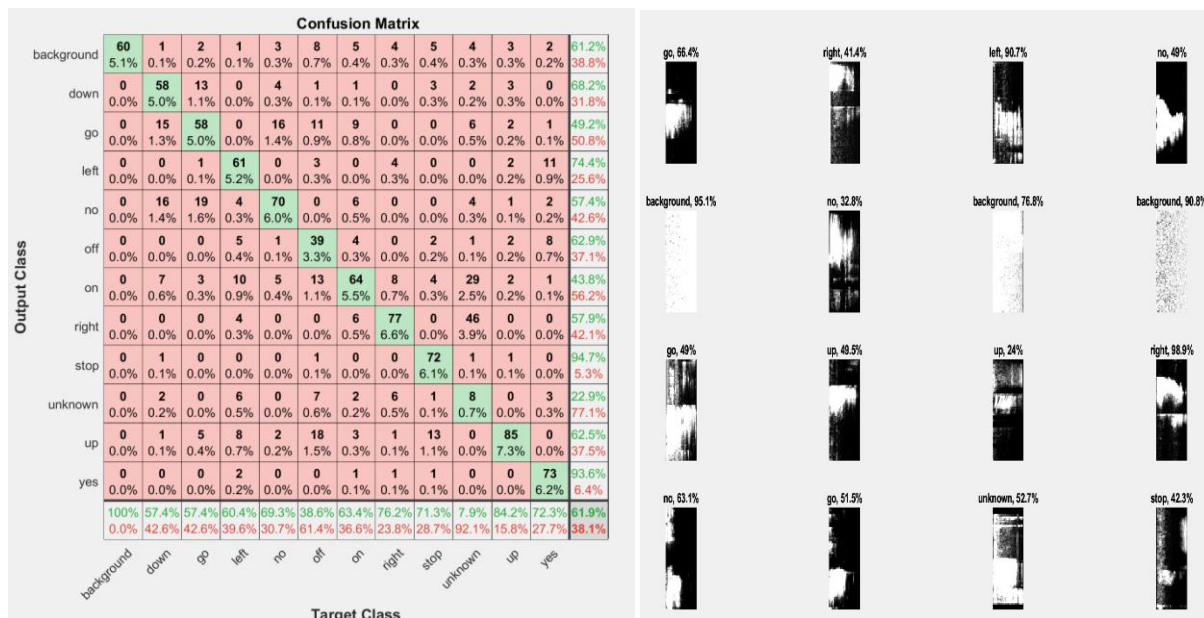 Confusion Matrix
background 60 1 2 1 3 8 5 4 5 4 3 2 61.2%
5.1% 0.1% 0.2% 0.1% 0.3% 0.7% 0.4% 0.3% 0.4% 0.3% 0.3% 0.2% 38.8%
down 0 58 13 0 4 1 1 0 3 2 3 0 68.2%
0.0% 5.0% 1.1% 0.0% 0.3% 0.1% 0.1% 0.0% 0.3% 0.2% 0.3% 0.0% 31.8%
go 0 15 58 0 16 11 9 0 0 6 2 1 49.2%
0.0% 1.3% 5.0% 0.0% 1.4% 0.9% 0.8% 0.0% 0.0% 0.5% 0.2% 0.1% 50.8%
left 0 0 1 61 0 3 0 4 0 0 2 11 74.4%
0.0% 0.0% 0.1% 5.2% 0.0% 0.3% 0.0% 0.3% 0.0% 0.0% 0.2% 0.9% 25.6%
no 0 16 19 4 70 0 6 0 0 4 1 2 57.4%
0.0% 1.4% 1.6% 0.3% 6.0% 0.0% 0.5% 0.0% 0.0% 0.3% 0.1% 0.2% 42.6%
off 0 0 0 5 1 39 4 0 2 1 2 8 62.9%
0.0% 0.0% 0.0% 0.4% 0.1% 3.3% 0.3% 0.0% 0.2% 0.1% 0.2% 0.7% 37.1%
on 0 7 3 10 5 13 64 8 4 29 2 1 43.8%
0.0% 0.6% 0.3% 0.9% 0.4% 1.1% 5.5% 0.7% 0.3% 2.5% 0.2% 0.1% 56.2%
right 0 0 0 4 0 0 6 77 0 46 0 0 57.9%
0.0% 0.0% 0.0% 0.3% 0.0% 0.0% 0.5% 6.6% 0.0% 3.9% 0.0% 0.0% 42.1%
stop 0 1 0 0 0 1 0 0 72 1 1 0 94.7%
0.0% 0.1% 0.0% 0.0% 0.0% 0.1% 0.0% 0.0% 6.1% 0.1% 0.1% 0.0% 5.3%
unknown 0 2 0 6 0 7 2 6 1 8 0 3 22.9%
0.0% 0.2% 0.0% 0.5% 0.0% 0.6% 0.2% 0.5% 0.1% 0.7% 0.0% 0.3% 77.1%
up 0 1 5 8 2 18 3 1 13 0 85 0 62.5%
0.0% 0.1% 0.4% 0.7% 0.2% 1.5% 0.3% 0.1% 1.1% 0.0% 7.3% 0.0% 37.5%
yes 0 0 0 2 0 0 1 1 1 0 0 73 93.6%
0.0% 0.0% 0.0% 0.2% 0.0% 0.0% 0.1% 0.1% 0.1% 0.0% 0.0% 6.2% 6.4%
100% 57.4% 57.4% 60.4% 69.3% 38.6% 63.4% 76.2% 71.3% 7.9% 84.2% 72.3% 61.9%
0.0% 42.6% 42.6% 39.6% 30.7% 61.4% 36.6% 23.8% 28.7% 92.1% 15.8% 27.7% 38.1%
background down go left no off on right stop unknown up yes
Output Class
Target Class
go, 66.4% right, 41.4% left, 90.7% no, 49%
background, 95.1% no, 32.8% background, 76.8% background, 90.8%
go, 49% up, 49.5% up, 24% right, 98.9%
no, 63.1% go, 51.5% unknown, 52.7% stop, 42.3%